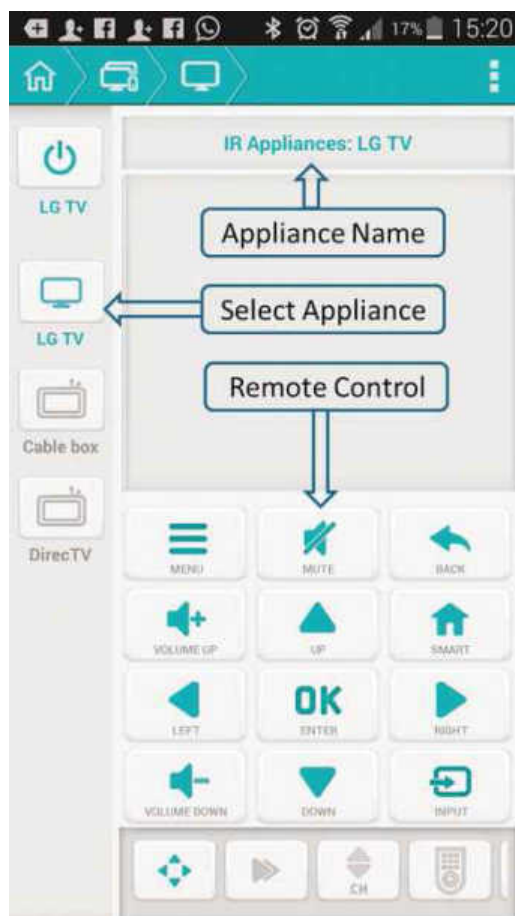 17% 15:20
IR Appliances: LG TV
LG TV
Appliance Name
Select Appliance
LG TV
Remote Control
Cable box
DirecTV
MENU MUTE BACK
VOLUME UP UP SMART
LEFT OK ENTER RIGHT
VOLUME DOWN DOWN INPUT
CH